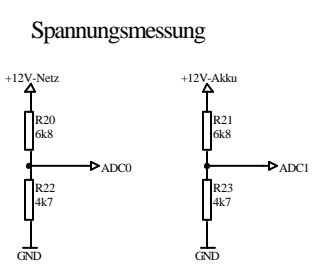 Spannungsmessung
+12V-Netz
R20
6k8
ADC0
R22
4k7
GND
+12V-Akku
R21
6k8
ADC1
R23
4k7
GND